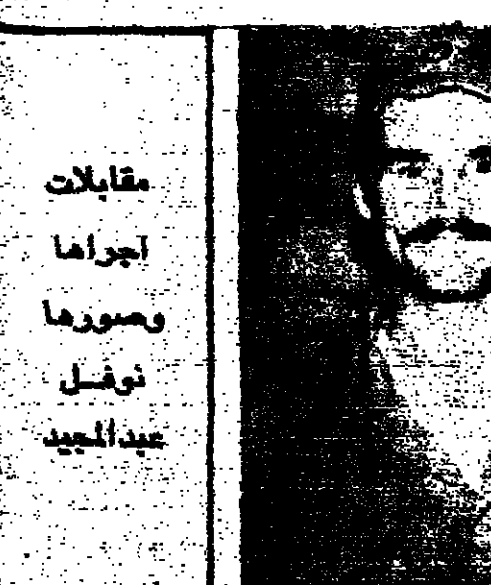 مقابلات
اجراها
وصورها
نوفل
عبدالمجيد